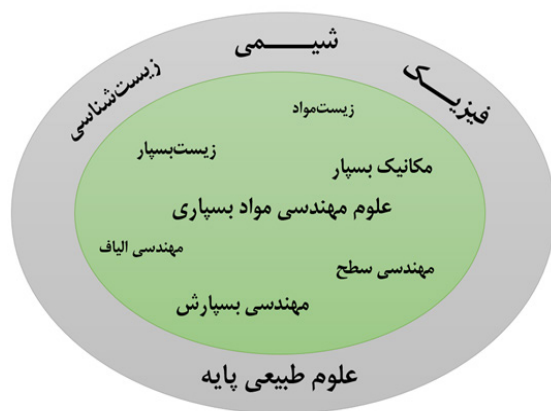 شیمی
فیزیک
زیست‌شناسی
زیست‌مواد
زیست‌بسپار
مکانیک بسپار
علوم مهندسی مواد بسپاری
مهندسی الیاف
مهندسی سطح
مهندسی بسپارش
علوم طبیعی پایه